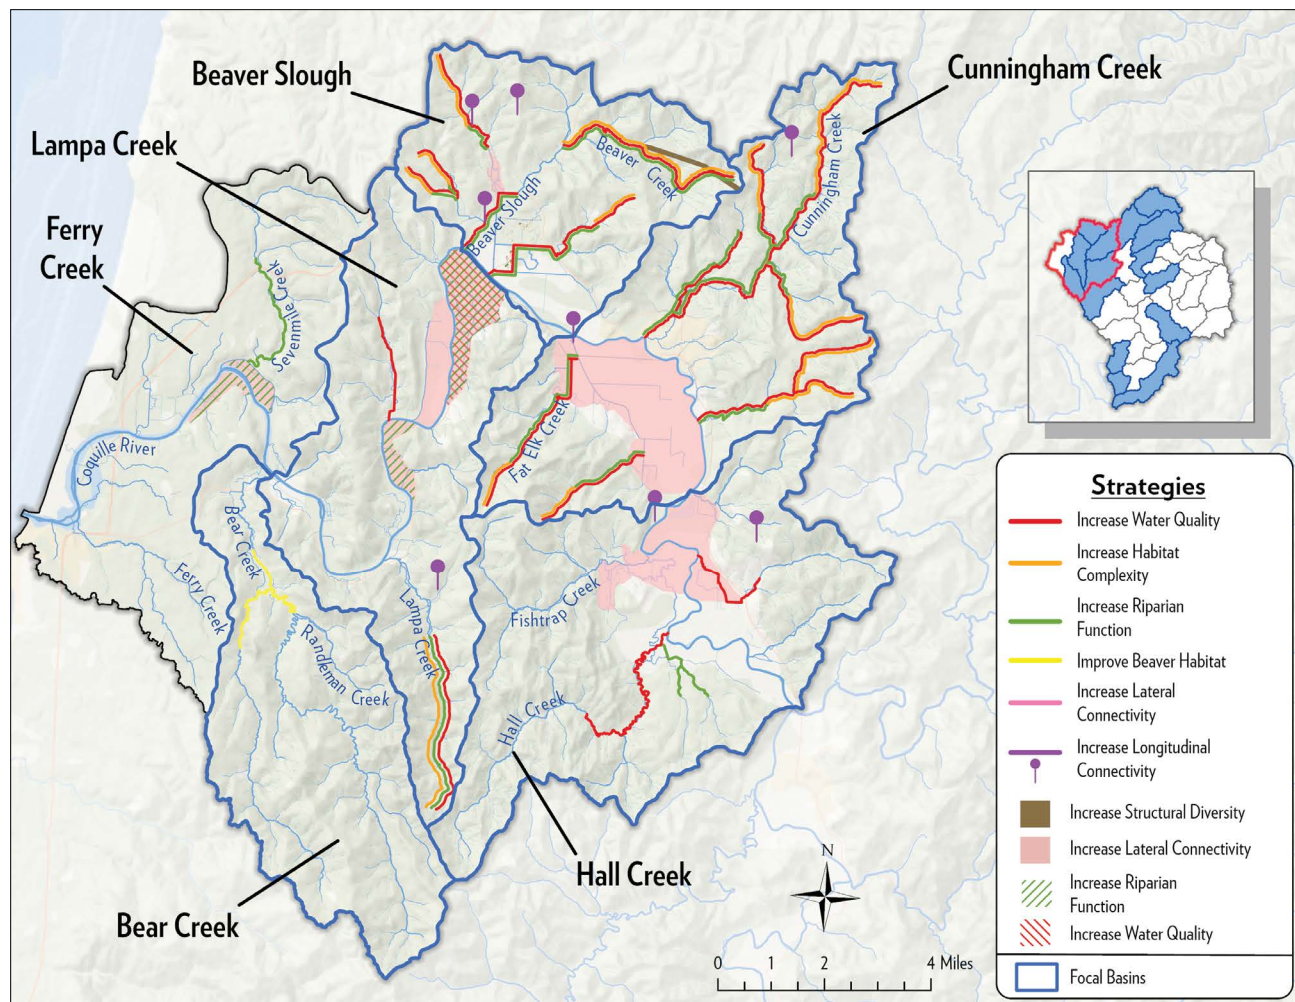 Beaver Slough
Cunningham Creek
Lampa Creek
Ferry
Creek
Beaver
Creek
Cunningham Creek
Beaver Slough
Sevenmile Creek
Coquille River
Fat Elk Creek
Bear Creek
Ferry Creek
Randleman Creek
Lampa Creek
Fishtrap Creek
Hall Creek
Hall Creek
Bear Creek
N
0 1 2 4 Miles
Strategies
Increase Water Quality
Increase Habitat
Complexity
Increase Riparian
Function
Improve Beaver Habitat
Increase Lateral
Connectivity
Increase Longitudinal
Connectivity
Increase Structural Diversity
Increase Lateral Connectivity
Increase Riparian
Function
Increase Water Quality
Focal Basins